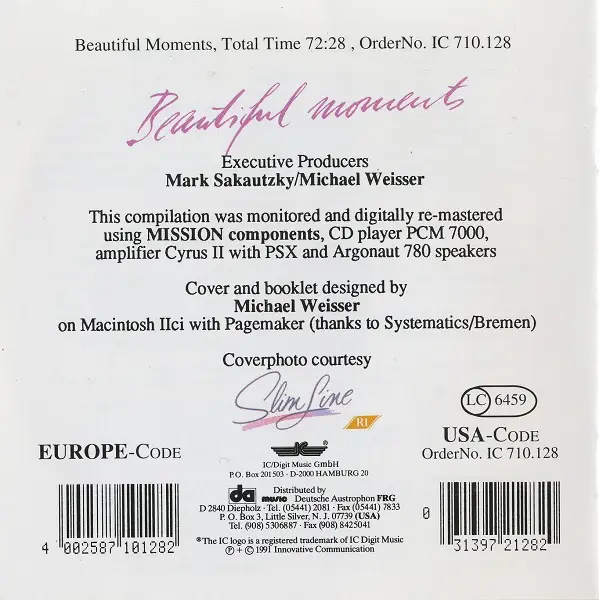 Beautiful Moments, Total Time 72:28 , OrderNo. IC 710.128
Beautiful moments
Executive Producers
Mark Sakautzky/Michael Weisser
This compilation was monitored and digitally re-mastered
using MISSION components, CD player PCM 7000,
amplifier Cyrus II with PSX and Argonaut 780 speakers
Cover and booklet designed by
Michael Weisser
on Macintosh IIci with Pagemaker (thanks to Systematics/Bremen)
Coverphoto courtesy
Slim Line
R1
LC 6459
EUROPE-CODE
USA-CODE
OrderNo. IC 710.128
IC
IC/Digit Music GmbH
P.O. Box 201503 - D-2000 HAMBURG 20
Distributed by
da music Deutsche Austrophon FRG
D 2840 Diepholz · Tel. (05441) 2081 - Fax (05441) 7833
P.O. Box 3, Little Silver, N. J. 07739 (USA)
Tel. (908) 5306887 · Fax (908) 8425041
®The IC logo is a registered trademark of IC Digit Music
℗ + © 1991 Innovative Communication
4 002587 101282
0 31397 21282